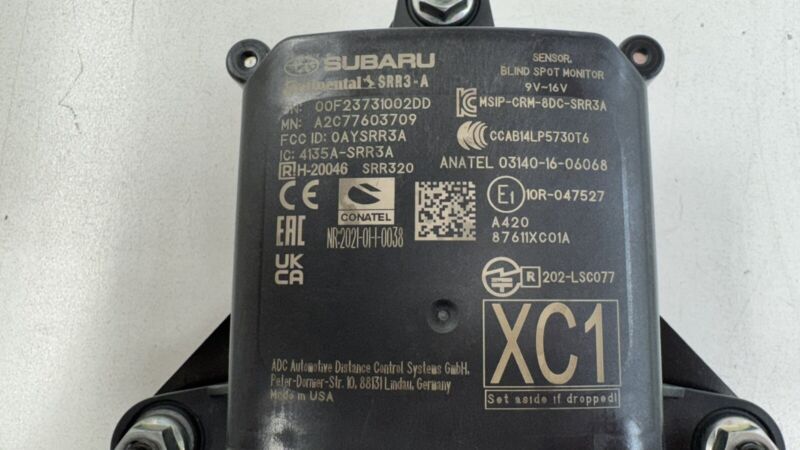 SUBARU
Continental SRR3-A
SN: 00F23731002DD
MN: A2C77603709
FCC ID: OAYSRR3A
IC: 4135A-SRR3A
R H-20046 SRR320
CE
CONATEL
NR:2021-01-I-0038
EAC
UK
CA
SENSOR,
BLIND SPOT MONITOR
9V-16V
MSIP-CRM-8DC-SRR3A
CCAB14LP5730T6
ANATEL 03140-16-06068
E1 10R-047527
A420
87611XC01A
R 202-LSC077
XC1
Set aside if dropped!
ADC Automotive Distance Control Systems GmbH.
Peter-Dornier-Str. 10, 88131 Lindau, Germany
Made in USA